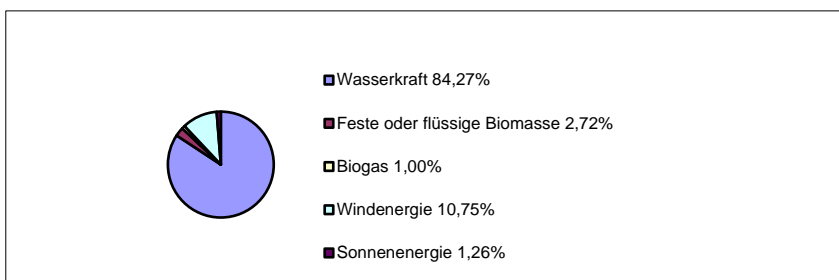 Wasserkraft 84,27%
Feste oder flüssige Biomasse 2,72%
Biogas 1,00%
Windenergie 10,75%
Sonnenenergie 1,26%